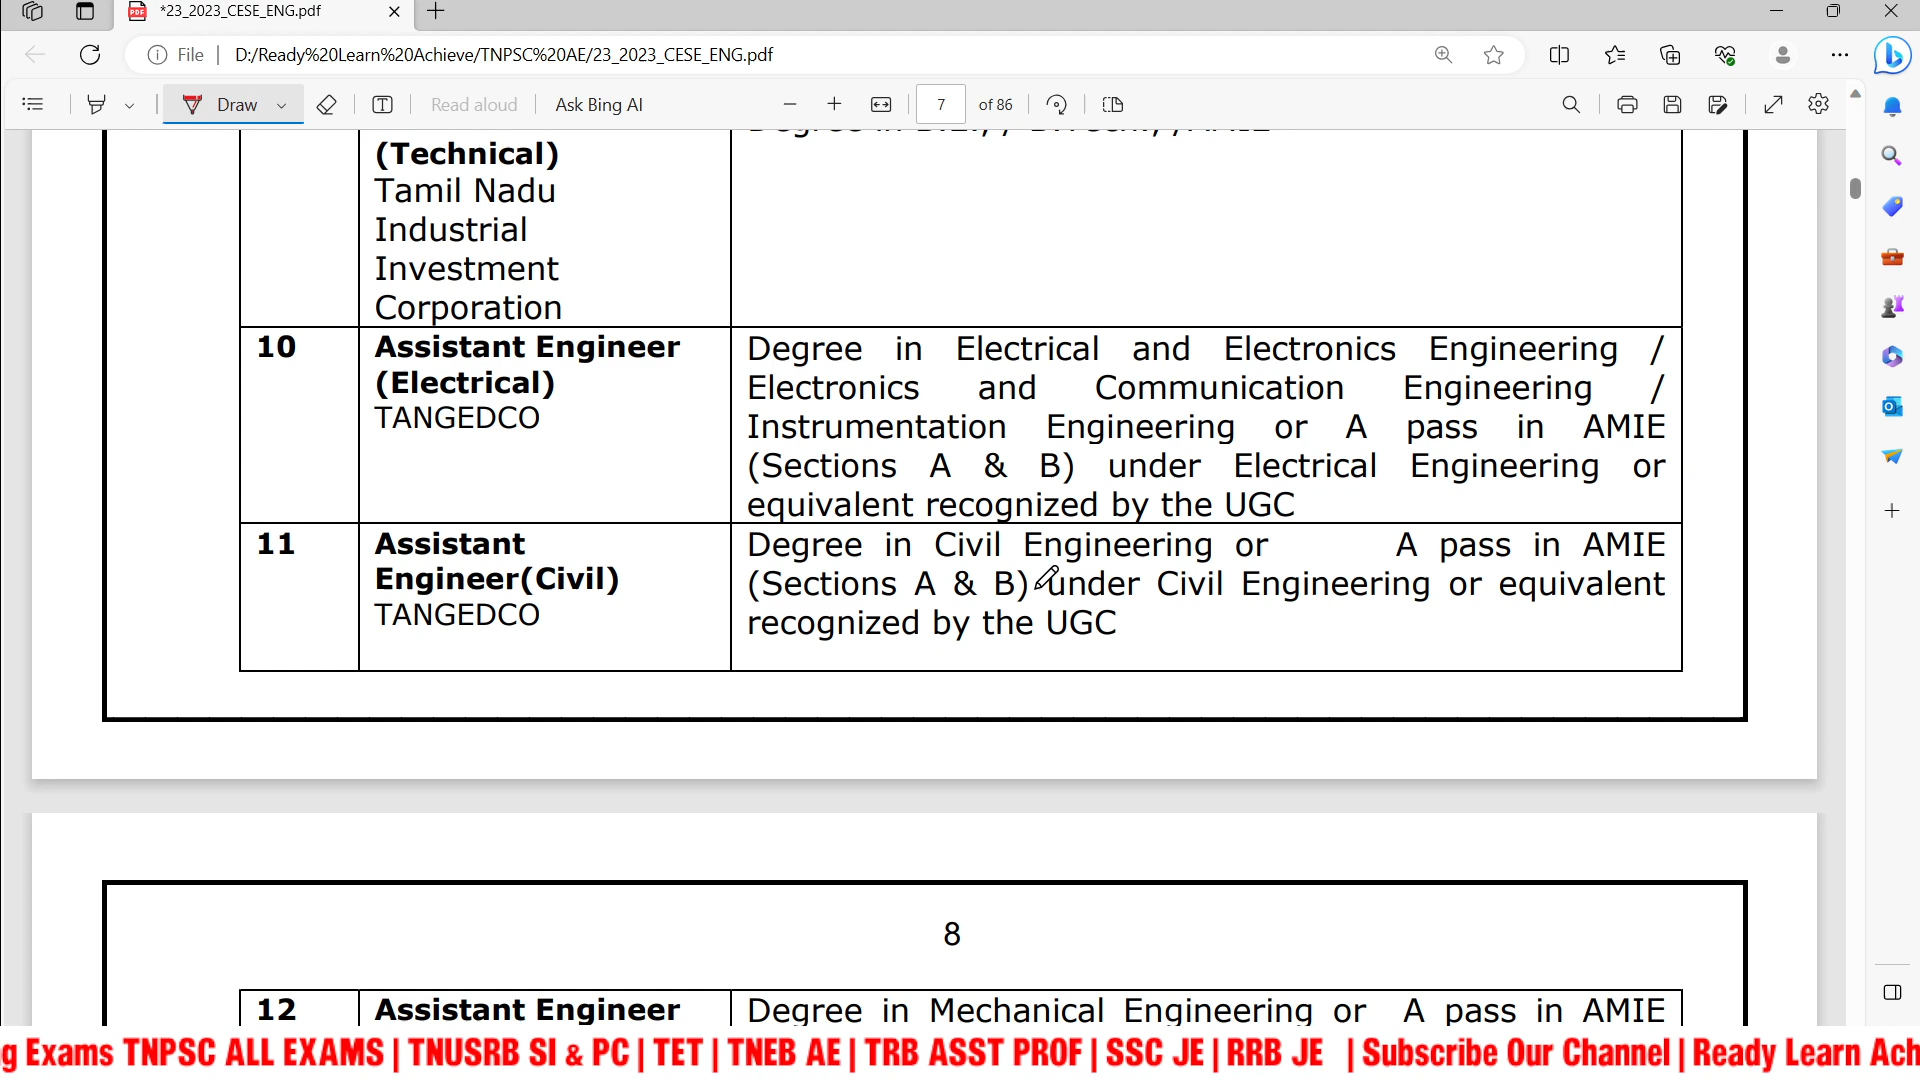 *23_2023_CESE_ENG.pdf
File
D:/Ready%20Learn%20Achieve/TNPSC%20AE/23_2023_CESE_ENG.pdf
Draw
Read aloud
Ask Bing AI
7
of 86
(Technical)
Tamil Nadu
Industrial
Investment
Corporation
10
Assistant Engineer
(Electrical)
TANGEDCO
Degree in Electrical and Electronics Engineering /
Electronics and Communication Engineering /
Instrumentation Engineering or A pass in AMIE
(Sections A & B) under Electrical Engineering or
equivalent recognized by the UGC
11
Assistant
Engineer(Civil)
TANGEDCO
Degree in Civil Engineering or A pass in AMIE
(Sections A & B) under Civil Engineering or equivalent
recognized by the UGC
8
12
Assistant Engineer
Degree in Mechanical Engineering or A pass in AMIE
g Exams TNPSC ALL EXAMS | TNUSRB SI & PC | TET | TNEB AE | TRB ASST PROF | SSC JE | RRB JE | Subscribe Our Channel | Ready Learn Ach